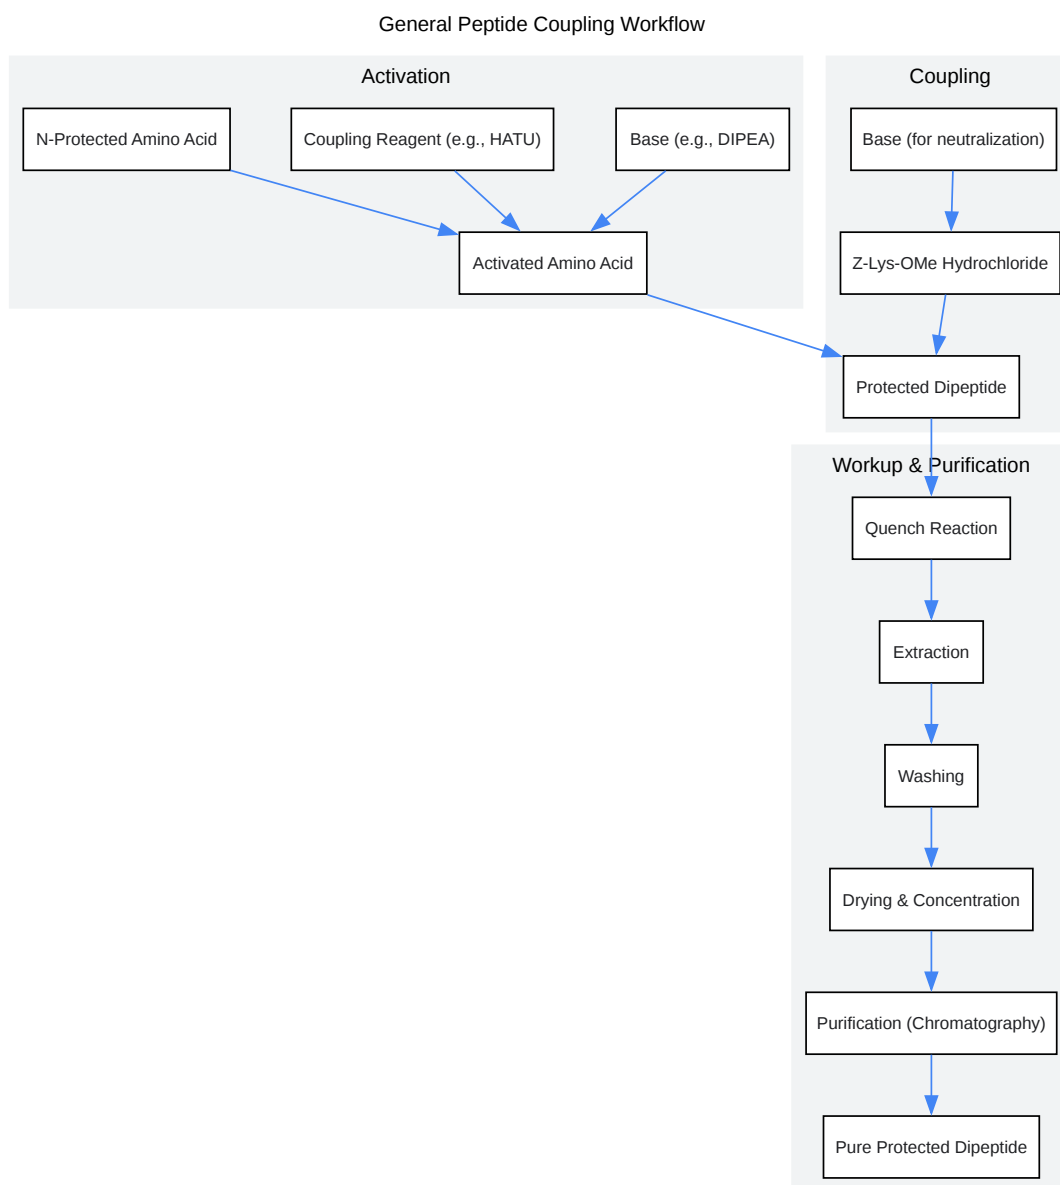 General Peptide Coupling Workflow
Activation
Coupling
N-Protected Amino Acid
Coupling Reagent (e.g., HATU)
Base (e.g., DIPEA)
Base (for neutralization)
Activated Amino Acid
Z-Lys-OMe Hydrochloride
Protected Dipeptide
Workup & Purification
Quench Reaction
Extraction
Washing
Drying & Concentration
Purification (Chromatography)
Pure Protected Dipeptide